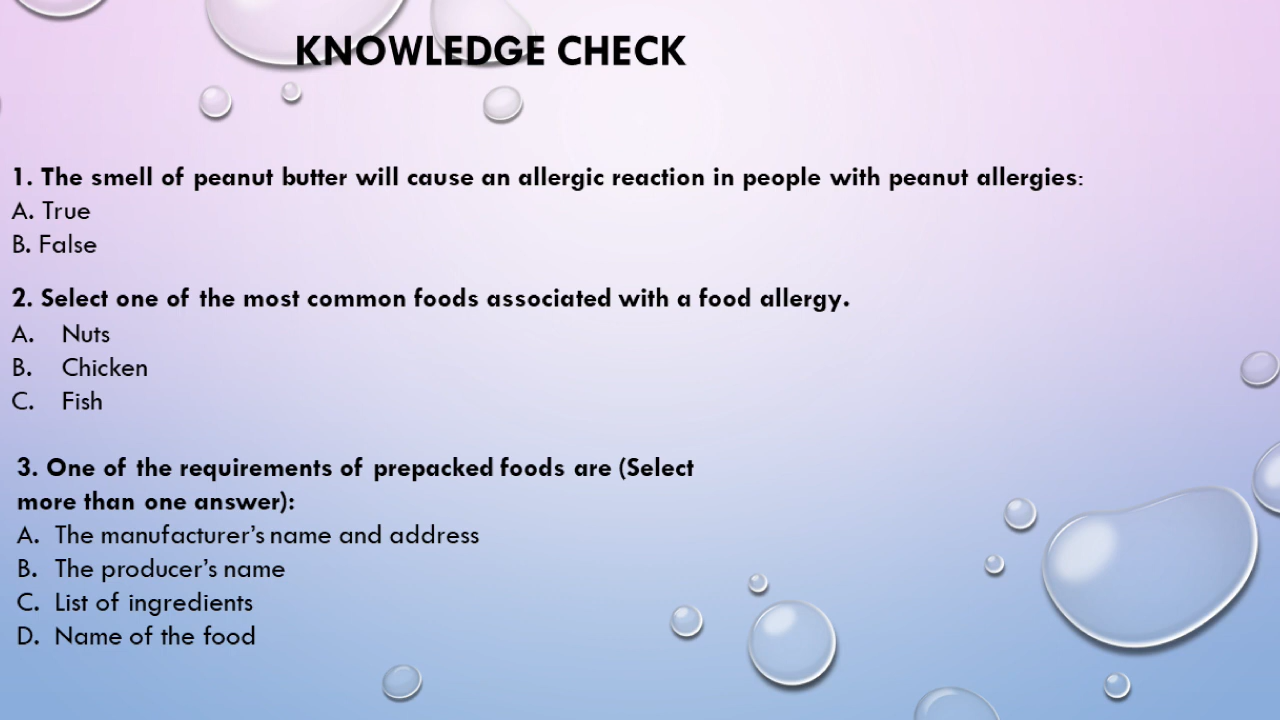 KNOWLEDGE CHECK
1. The smell of peanut butter will cause an allergic reaction in people with peanut allergies:
A. True
B. False
2. Select one of the most common foods associated with a food allergy.
A. Nuts
B. Chicken
C. Fish
3. One of the requirements of prepacked foods are (Select
more than one answer):
A. The manufacturer's name and address
B. The producer's name
C. List of ingredients
D. Name of the food